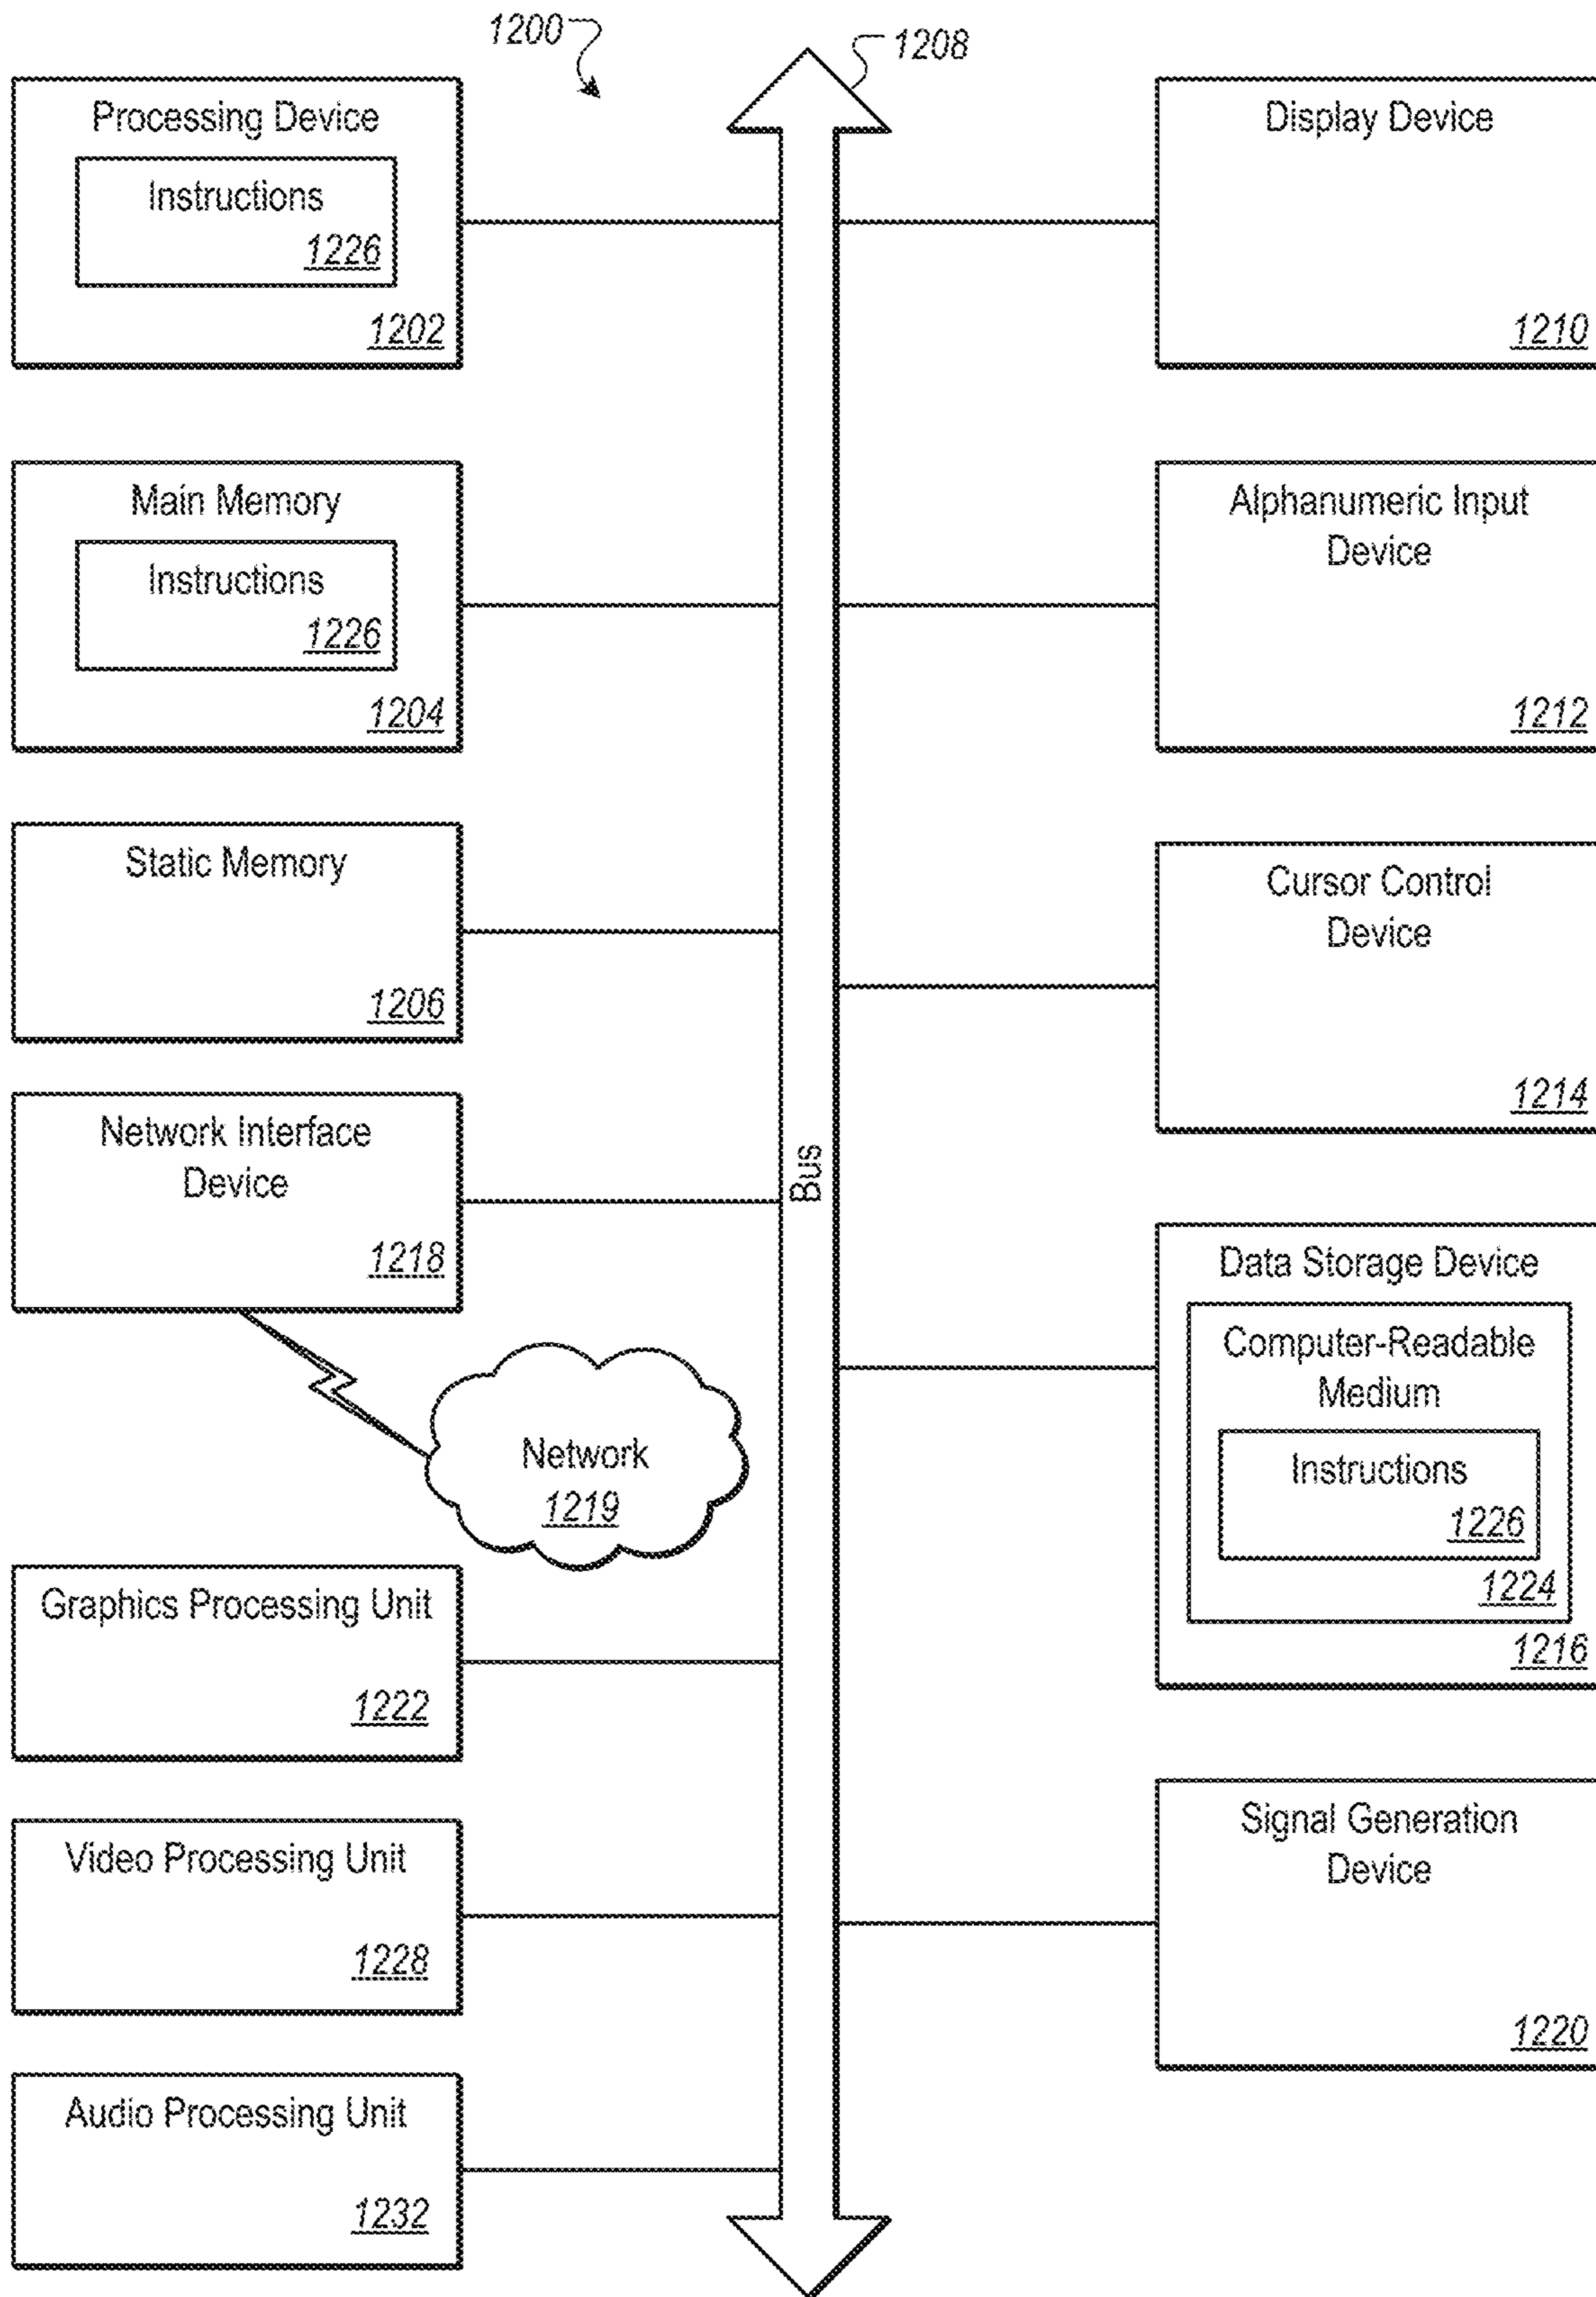 1200
1208
Processing Device
Instructions
1226
1202
Main Memory
Instructions
1226
1204
Static Memory
1206
Network Interface
Device
1218
Network
1219
Graphics Processing Unit
1222
Video Processing Unit
1228
Audio Processing Unit
1232
Bus
Display Device
1210
Alphanumeric Input
Device
1212
Cursor Control
Device
1214
Data Storage Device
Computer-Readable
Medium
Instructions
1226
1224
1216
Signal Generation
Device
1220